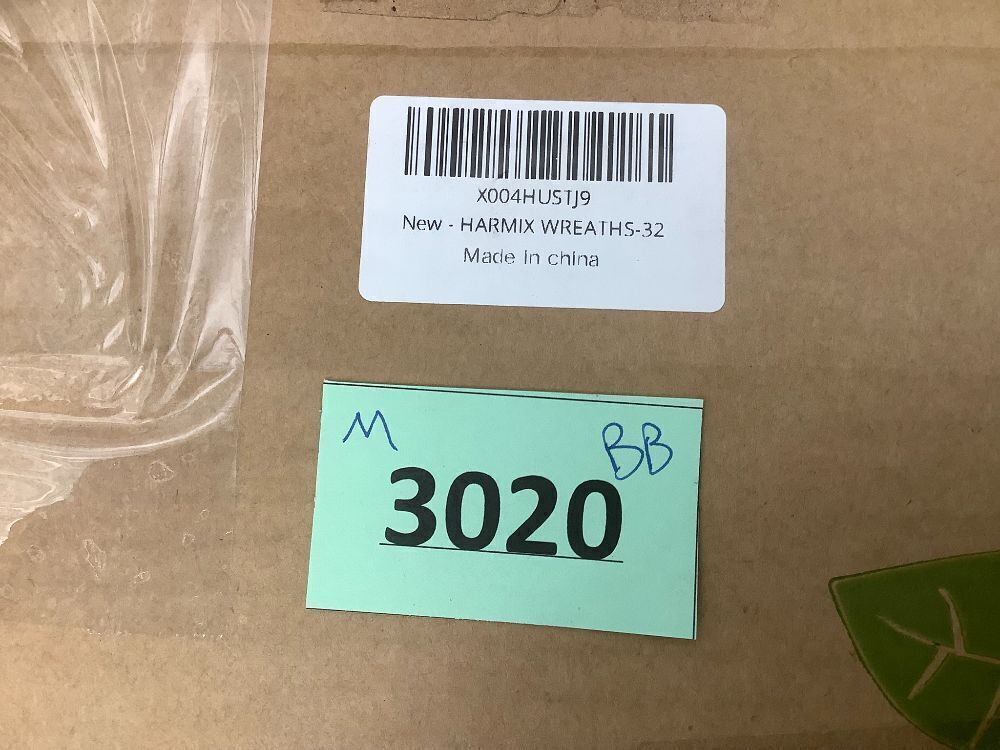 X004HUSTJ9
New - HARMIX WREATHS-32
Made in china
M BB
3020